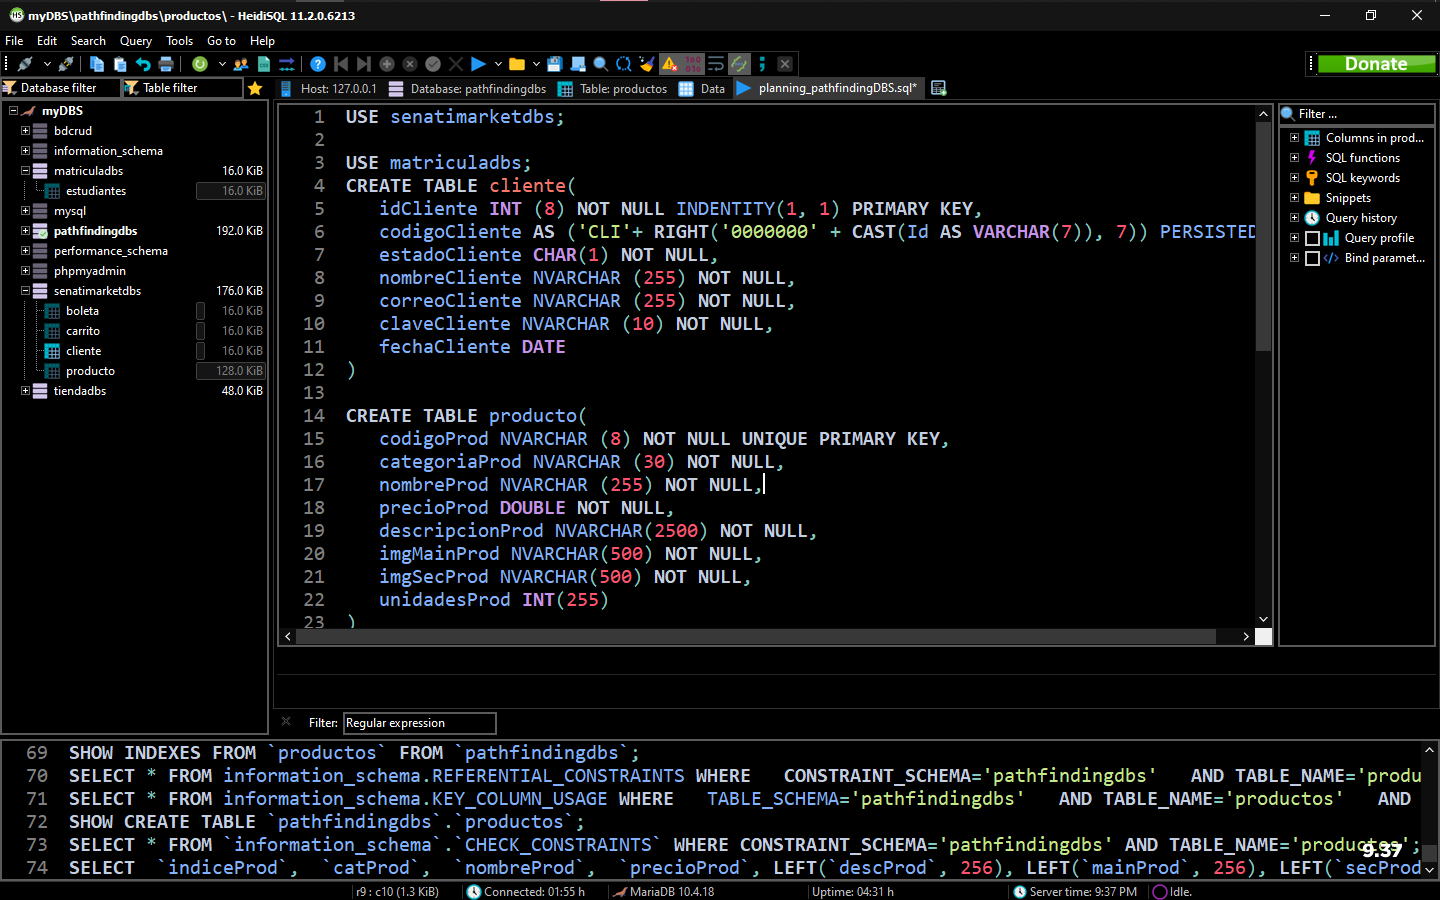 myDBS\pathfindingdbs\productos\ - HeidiSQL 11.2.0.6213
File Edit Search Query Tools Go to Help
Donate
Database filter Table filter
Host: 127.0.0.1 Database: pathfindingdbs Table: productos Data planning_pathfindingDBS.sql*
myDBS
bdcrud
information_schema
matriculadbs 16.0 KiB
estudiantes 16.0 KiB
mysql
pathfindingdbs 192.0 KiB
performance_schema
phpmyadmin
senatimarketdbs 176.0 KiB
boleta 16.0 KiB
carrito 16.0 KiB
cliente 16.0 KiB
producto 128.0 KiB
tiendadbs 48.0 KiB
1 USE senatimarketdbs;
2
3 USE matriculadbs;
4 CREATE TABLE cliente(
5 idCliente INT (8) NOT NULL INDENTITY(1, 1) PRIMARY KEY,
6 codigoCliente AS ('CLI'+ RIGHT('0000000' + CAST(Id AS VARCHAR(7)), 7)) PERSISTED
7 estadoCliente CHAR(1) NOT NULL,
8 nombreCliente NVARCHAR (255) NOT NULL,
9 correoCliente NVARCHAR (255) NOT NULL,
10 claveCliente NVARCHAR (10) NOT NULL,
11 fechaCliente DATE
12 )
13
14 CREATE TABLE producto(
15 codigoProd NVARCHAR (8) NOT NULL UNIQUE PRIMARY KEY,
16 categoriaProd NVARCHAR (30) NOT NULL,
17 nombreProd NVARCHAR (255) NOT NULL,
18 precioProd DOUBLE NOT NULL,
19 descripcionProd NVARCHAR(2500) NOT NULL,
20 imgMainProd NVARCHAR(500) NOT NULL,
21 imgSecProd NVARCHAR(500) NOT NULL,
22 unidadesProd INT(255)
23 )
Filter ...
Columns in prod...
SQL functions
SQL keywords
Snippets
Query history
Query profile
Bind paramet...
Filter: Regular expression
69 SHOW INDEXES FROM `productos` FROM `pathfindingdbs`;
70 SELECT * FROM information_schema.REFERENTIAL_CONSTRAINTS WHERE CONSTRAINT_SCHEMA='pathfindingdbs' AND TABLE_NAME='produ
71 SELECT * FROM information_schema.KEY_COLUMN_USAGE WHERE TABLE_SCHEMA='pathfindingdbs' AND TABLE_NAME='productos' AND
72 SHOW CREATE TABLE `pathfindingdbs`.`productos`;
73 SELECT * FROM `information_schema`.`CHECK_CONSTRAINTS` WHERE CONSTRAINT_SCHEMA='pathfindingdbs' AND TABLE_NAME='productos';
9:37
74 SELECT `indiceProd`, `catProd`, `nombreProd`, `precioProd`, LEFT(`descProd`, 256), LEFT(`mainProd`, 256), LEFT(`secProd
r9 : c10 (1.3 KiB) Connected: 01:55 h MariaDB 10.4.18 Uptime: 04:31 h Server time: 9:37 PM Idle.